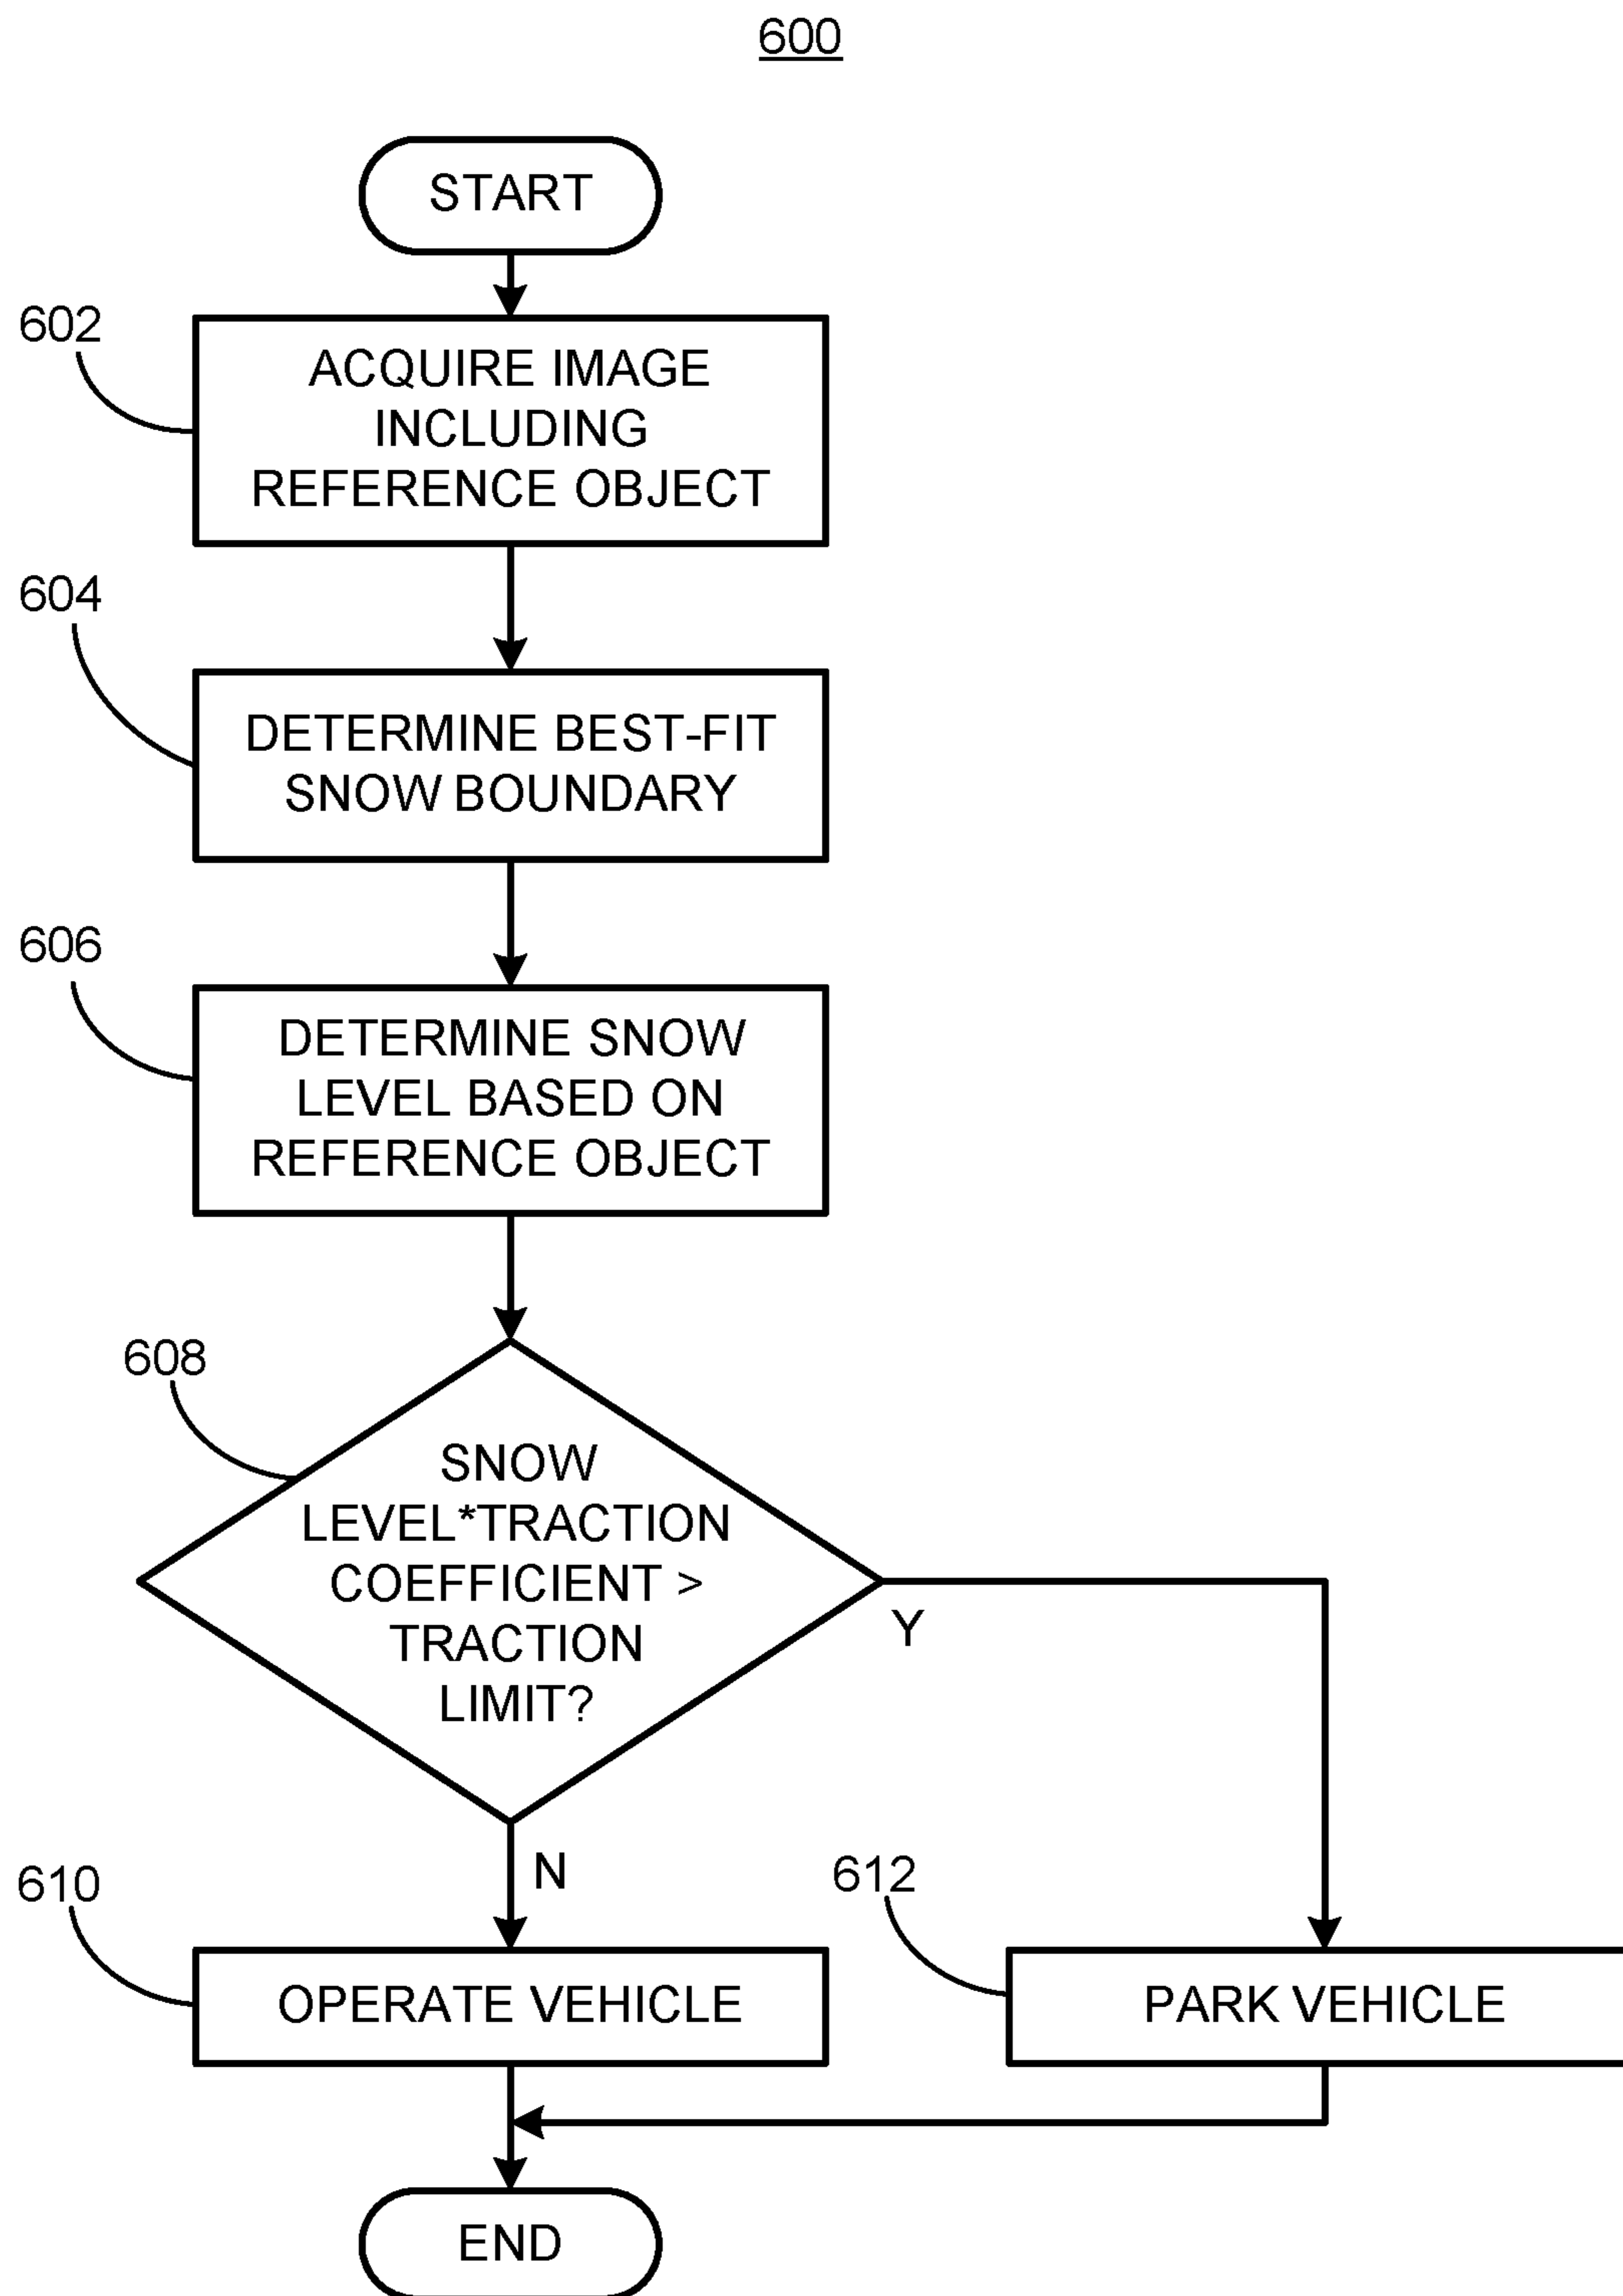 600
START
602
ACQUIRE IMAGE
INCLUDING
REFERENCE OBJECT
604
DETERMINE BEST-FIT
SNOW BOUNDARY
606
DETERMINE SNOW
LEVEL BASED ON
REFERENCE OBJECT
608
SNOW
LEVEL*TRACTION
COEFFICIENT >
TRACTION
LIMIT?
Y
N
610
OPERATE VEHICLE
612
PARK VEHICLE
END